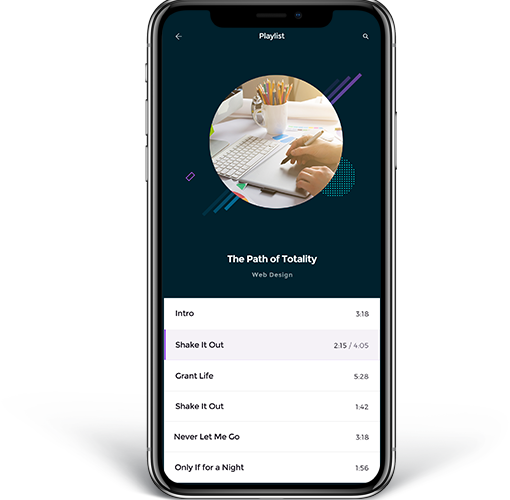 Playlist
The Path of Totality
Web Design
Intro 3:18
Shake It Out 2:15 / 4:05
Grant Life 5:28
Shake It Out 1:42
Never Let Me Go 3:18
Only If for a Night 1:56